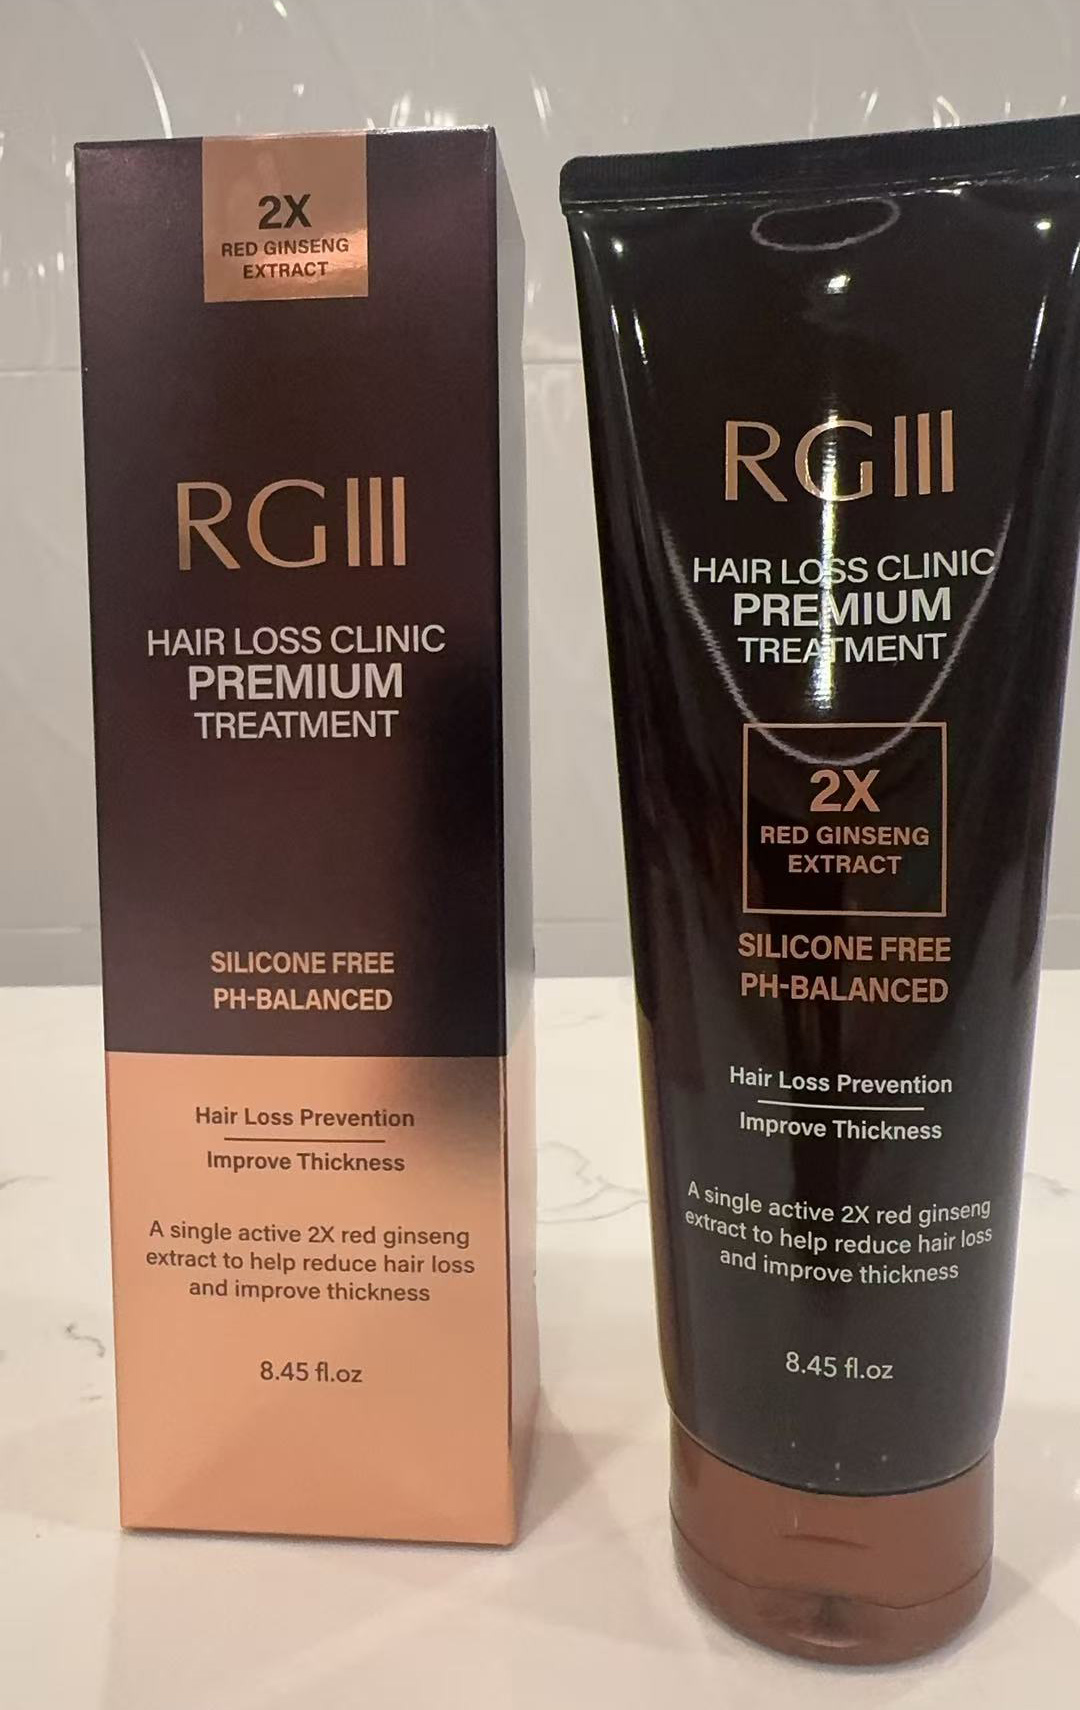 2X
RED GINSENG
EXTRACT
RGIII
HAIR LOSS CLINIC
PREMIUM
TREATMENT
SILICONE FREE
PH-BALANCED
Hair Loss Prevention
Improve Thickness
A single active 2X red ginseng
extract to help reduce hair loss
and improve thickness
8.45 fl.oz
RGIII
HAIR LOSS CLINIC
PREMIUM
TREATMENT
2X
RED GINSENG
EXTRACT
SILICONE FREE
PH-BALANCED
Hair Loss Prevention
Improve Thickness
A single active 2X red ginseng
extract to help reduce hair loss
and improve thickness
8.45 fl.oz